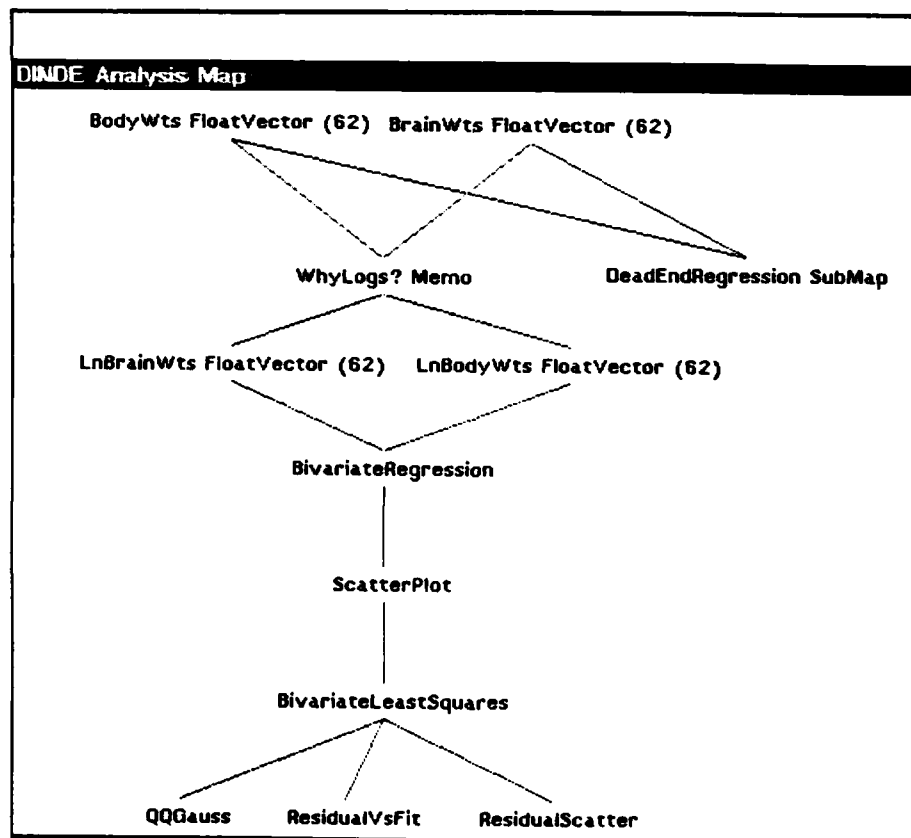 DINDE Analysis Map
BodyWts FloatVector (62) BrainWts FloatVector (62)
WhyLogs? Memo DeadEndRegression SubMap
LnBrainWts FloatVector (62) LnBodyWts FloatVector (62)
BivariateRegression
ScatterPlot
BivariateLeastSquares
QQGauss ResidualVsFit ResidualScatter